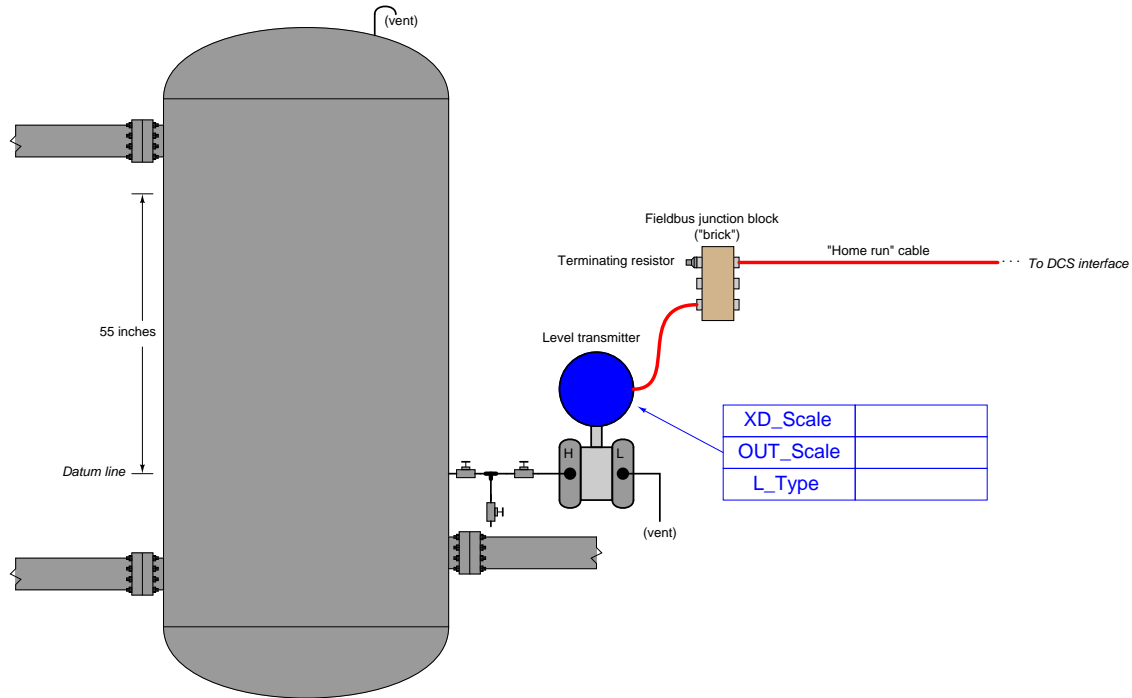 (vent)
Fieldbus junction block
("brick")
"Home run" cable
Terminating resistor
To DCS interface
55 inches
Level transmitter
XD_Scale
OUT_Scale
L_Type
Datum line
H
L
(vent)